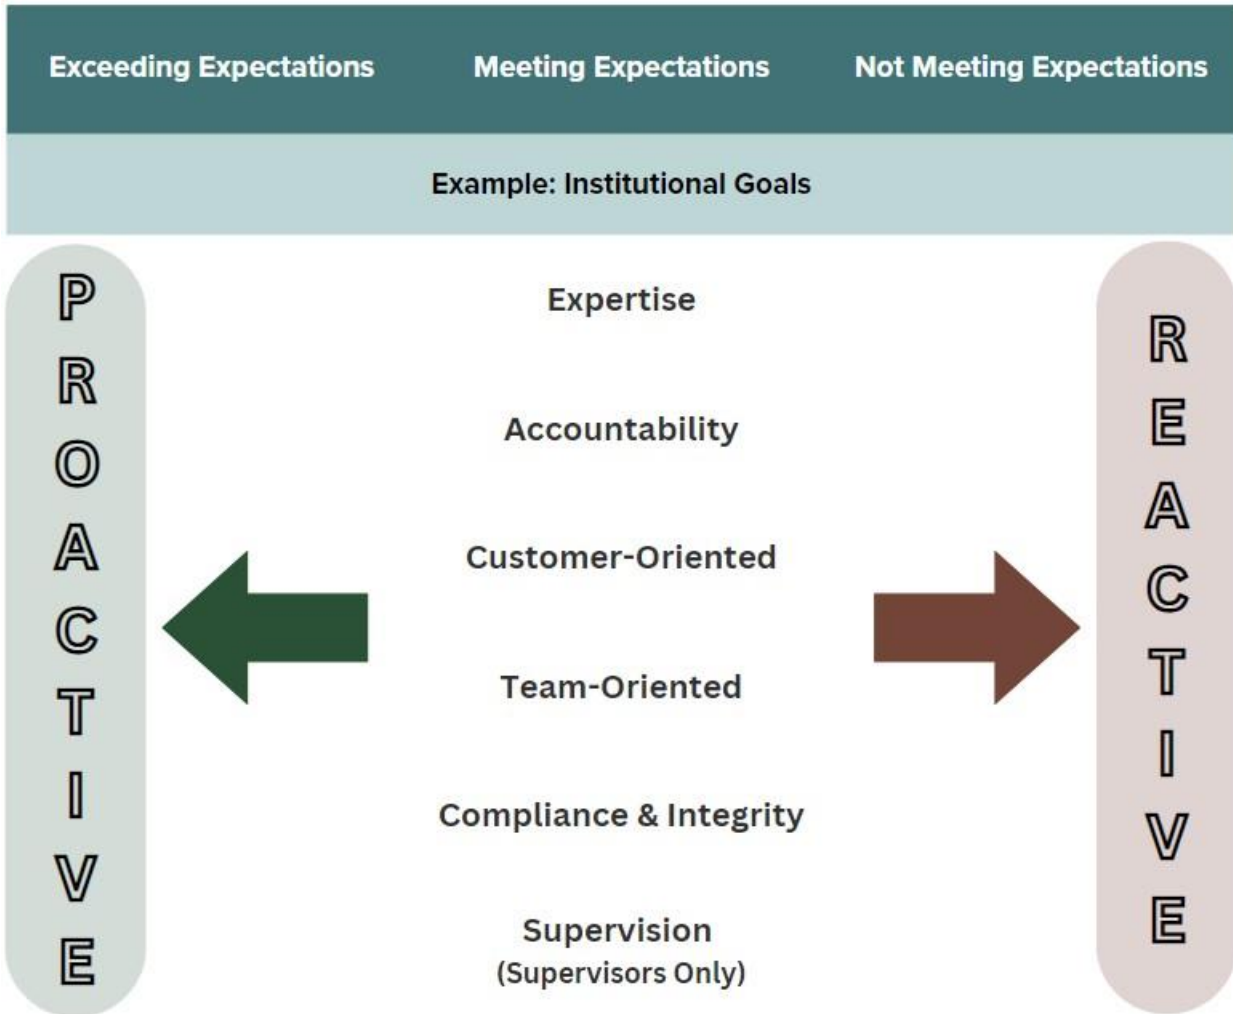 Exceeding Expectations
Meeting Expectations
Not Meeting Expectations
Example: Institutional Goals
PROACTIVE
Expertise
Accountability
Customer-Oriented
Team-Oriented
Compliance & Integrity
Supervision
(Supervisors Only)
REACTIVE